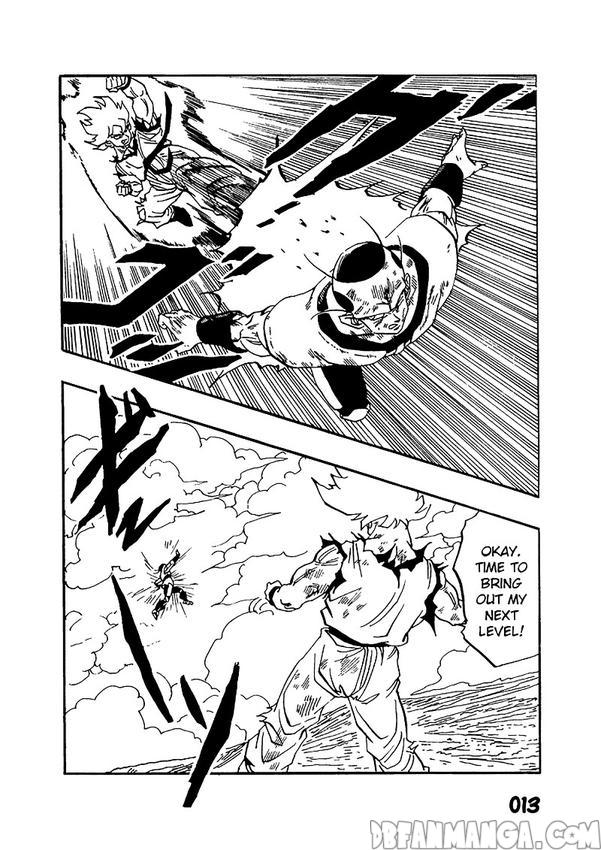 OKAY.
TIME TO
BRING
OUT MY
NEXT
LEVEL!
013
DBFANMANGA.COM